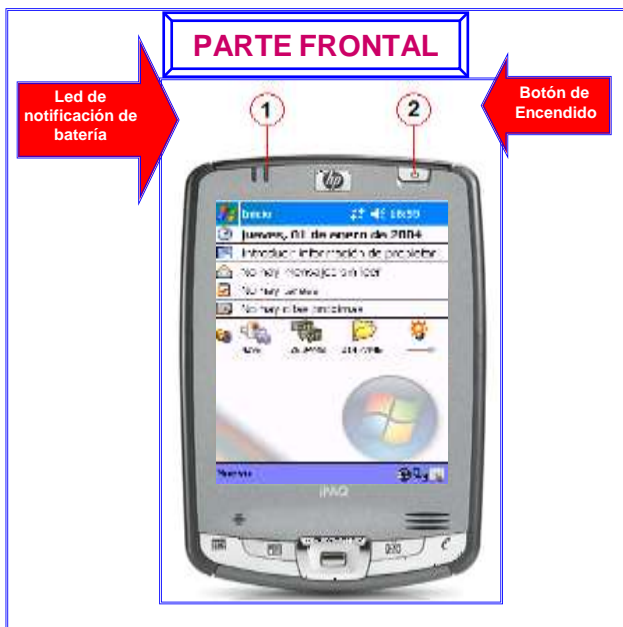 PARTE FRONTAL
Led de
notificación de
batería
Botón de
Encendido
1
2
hp
Inicio
jueves, 01 de enero de 2004
Introducir información de propietar
No hay mensajes sin leer
No hay tareas
No hay citas próximas
Nuevo
iPAQ